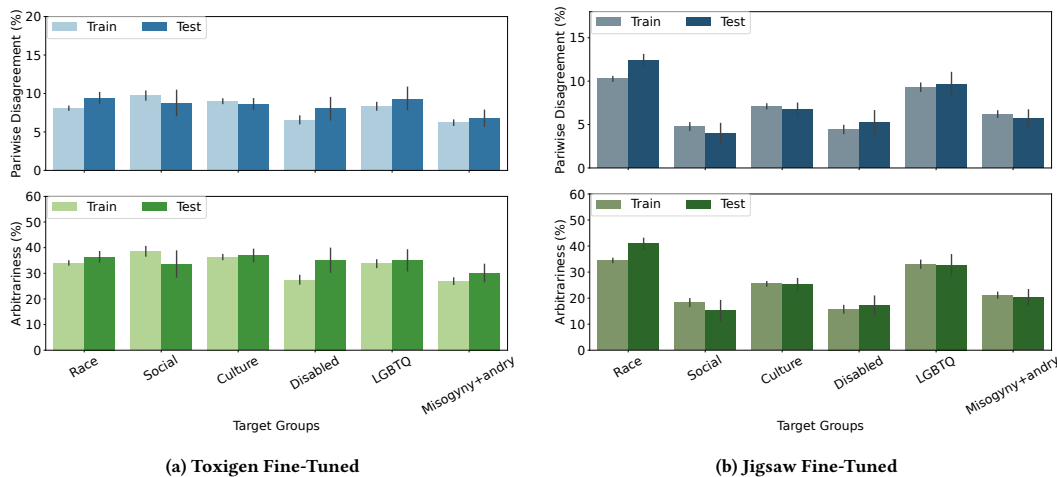 20
15
10
5
0
Pariwise Disagreement (%)
Train
Test
60
50
40
30
20
10
0
Arbitrariness (%)
Train
Test
Race
Social
Culture
Disabled
LGBTQ
Misogyny+andry
Target Groups
(a) Toxigen Fine-Tuned
15
10
5
0
Pariwise Disagreement (%)
Train
Test
60
50
40
30
20
10
0
Arbitrariness (%)
Train
Test
Race
Social
Culture
Disabled
LGBTQ
Misogyny+andry
Target Groups
(b) Jigsaw Fine-Tuned